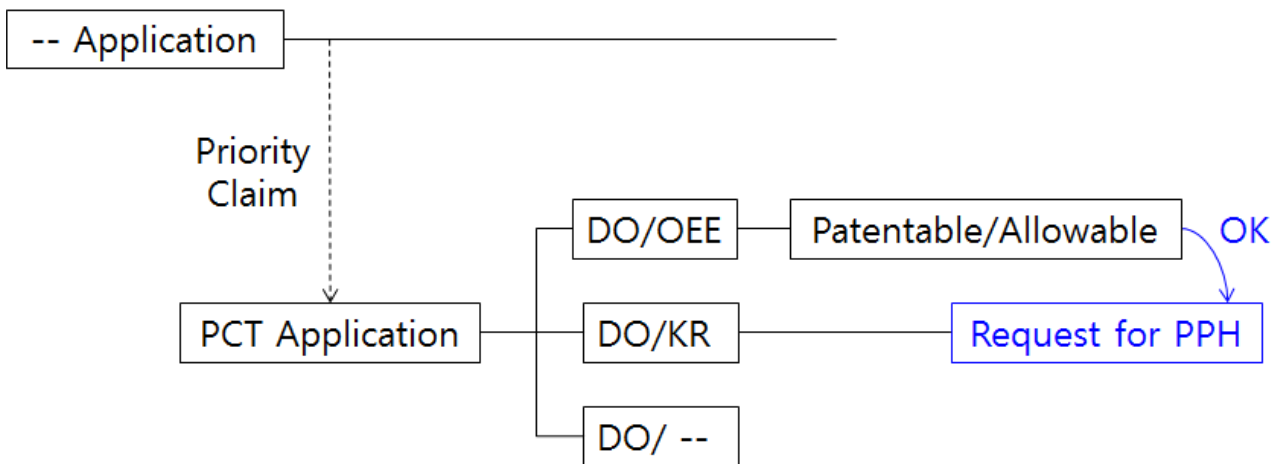 -- Application
Priority
Claim
DO/OEE
Patentable/Allowable
OK
PCT Application
DO/KR
Request for PPH
DO/ --